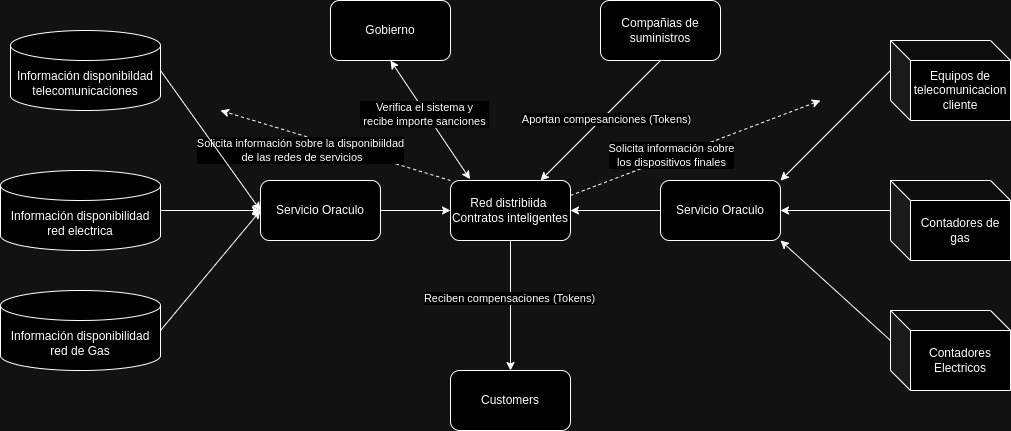 Gobierno
Compañias de
suministros
Información disponibildad
telecomunicaciones
Equipos de
telecomunicacion
cliente
Verifica el sistema y
recibe importe sanciones
Aportan compesanciones (Tokens)
Solicita información sobre la disponibiildad
de las redes de servicios
Solicita información sobre
los dispositivos finales
Información disponibilidad
red electrica
Servicio Oraculo
Red distribiida
Contratos inteligentes
Servicio Oraculo
Contadores de
gas
Reciben compensaciones (Tokens)
Información disponibilidad
red de Gas
Contadores
Electricos
Customers